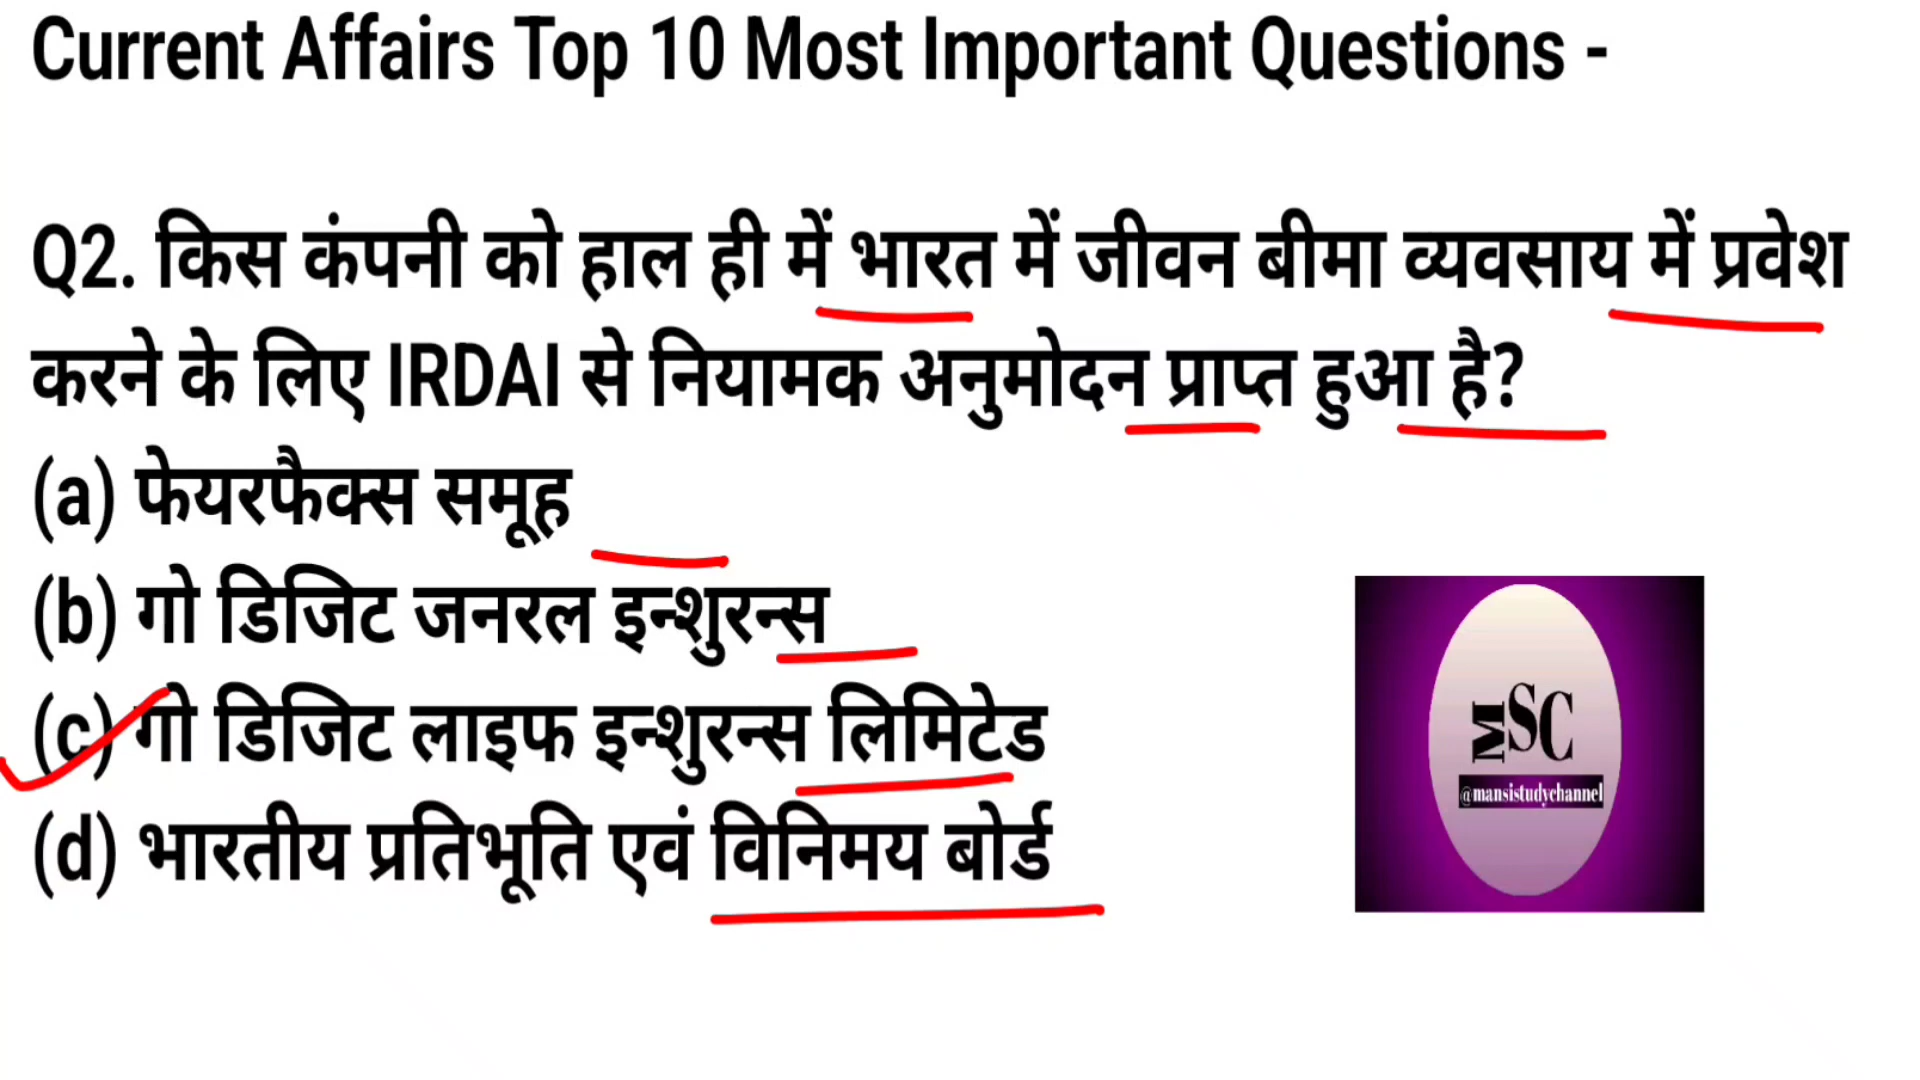 Current Affairs Top 10 Most Important Questions -
Q2. किस कंपनी को हाल ही में भारत में जीवन बीमा व्यवसाय में प्रवेश
करने के लिए IRDAI से नियामक अनुमोदन प्राप्त हुआ है?
(a) फेयरफैक्स समूह
(b) गो डिजिट जनरल इन्शुरन्स
(c) गो डिजिट लाइफ इन्शुरन्स लिमिटेड
(d) भारतीय प्रतिभूति एवं विनिमय बोर्ड
MSC
@mansistudychannel